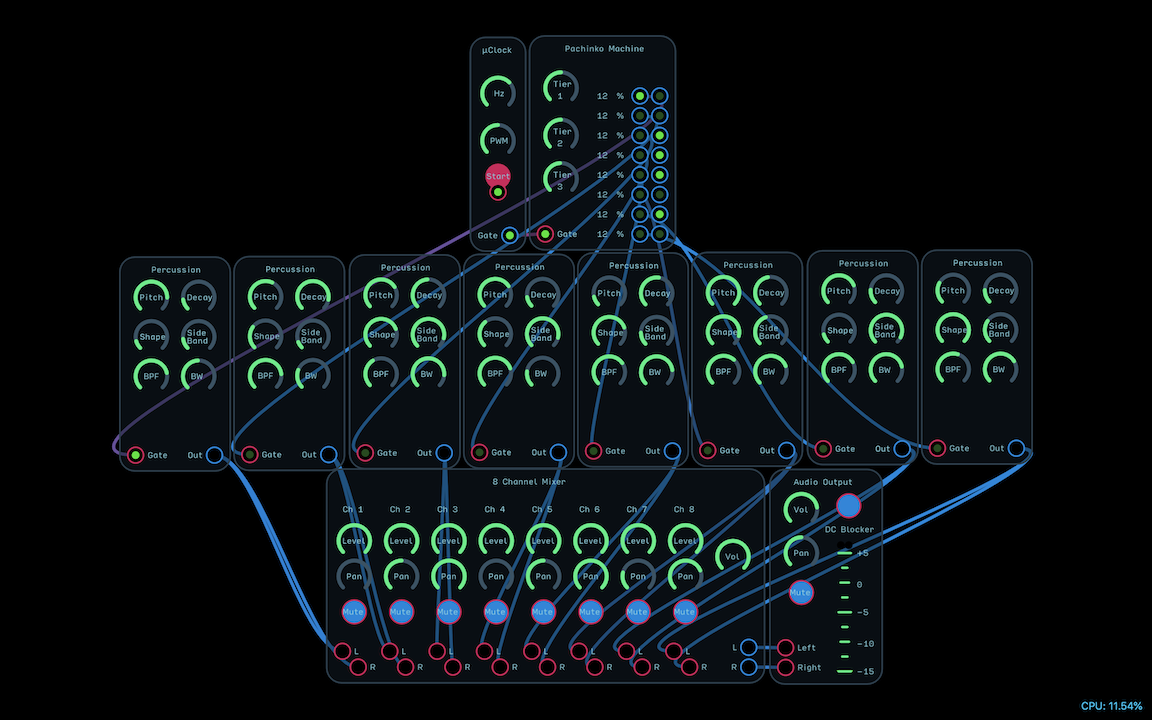 µClock
Hz
PWM
Start
Gate
Pachinko Machine
Tier 1
Tier 2
Tier 3
12 %
12 %
12 %
12 %
12 %
12 %
12 %
12 %
Gate
Percussion
Pitch Decay
Shape Side Band
BPF BW
Gate Out
Percussion
Pitch Decay
Shape Side Band
BPF BW
Gate Out
Percussion
Pitch Decay
Shape Side Band
BPF BW
Gate Out
Percussion
Pitch Decay
Shape Side Band
BPF BW
Gate Out
Percussion
Pitch Decay
Shape Side Band
BPF BW
Gate Out
Percussion
Pitch Decay
Shape Side Band
BPF BW
Gate Out
Percussion
Pitch Decay
Shape Side Band
BPF BW
Gate Out
Percussion
Pitch Decay
Shape Side Band
BPF BW
Gate Out
8 Channel Mixer
Ch 1 Ch 2 Ch 3 Ch 4 Ch 5 Ch 6 Ch 7 Ch 8
Level Level Level Level Level Level Level Level
Vol
Pan Pan Pan Pan Pan Pan Pan Pan
Mute Mute Mute Mute Mute Mute Mute Mute
L L L L L L L L L
R R R R R R R R R
Audio Output
Vol
DC Blocker
Pan
Mute
+5
0
-5
-10
-15
Left
Right
CPU: 11.54%